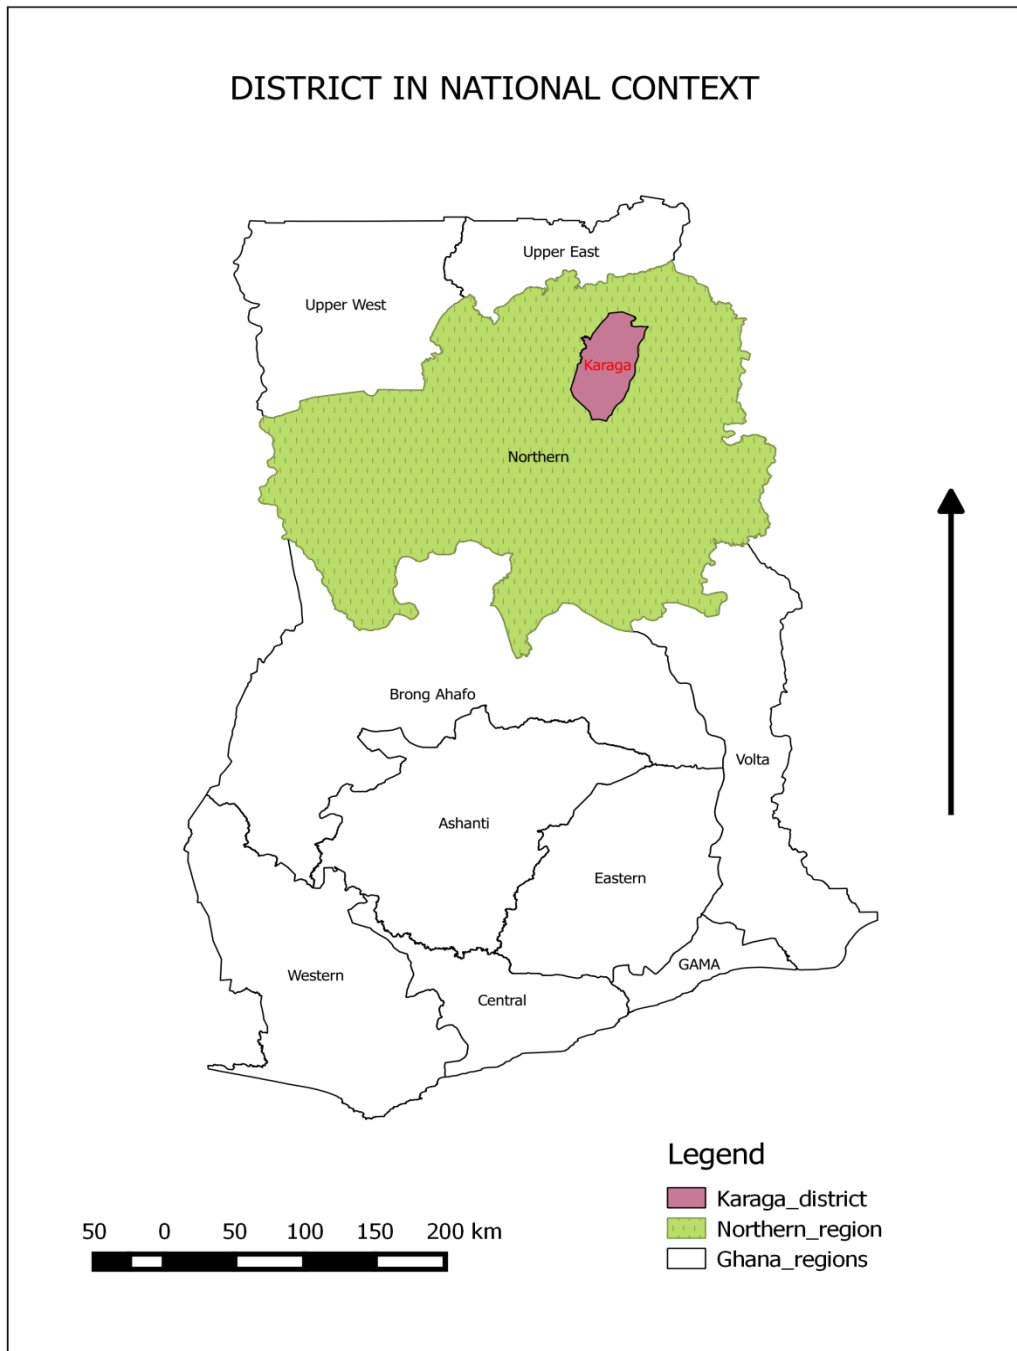 DISTRICT IN NATIONAL CONTEXT
Upper East
Upper West
Karaga
Northern
Brong Ahafo
Volta
Ashanti
Eastern
GAMA
Western
Central
Legend
Karaga_district
Northern_region
Ghana_regions
50 0 50 100 150 200 km